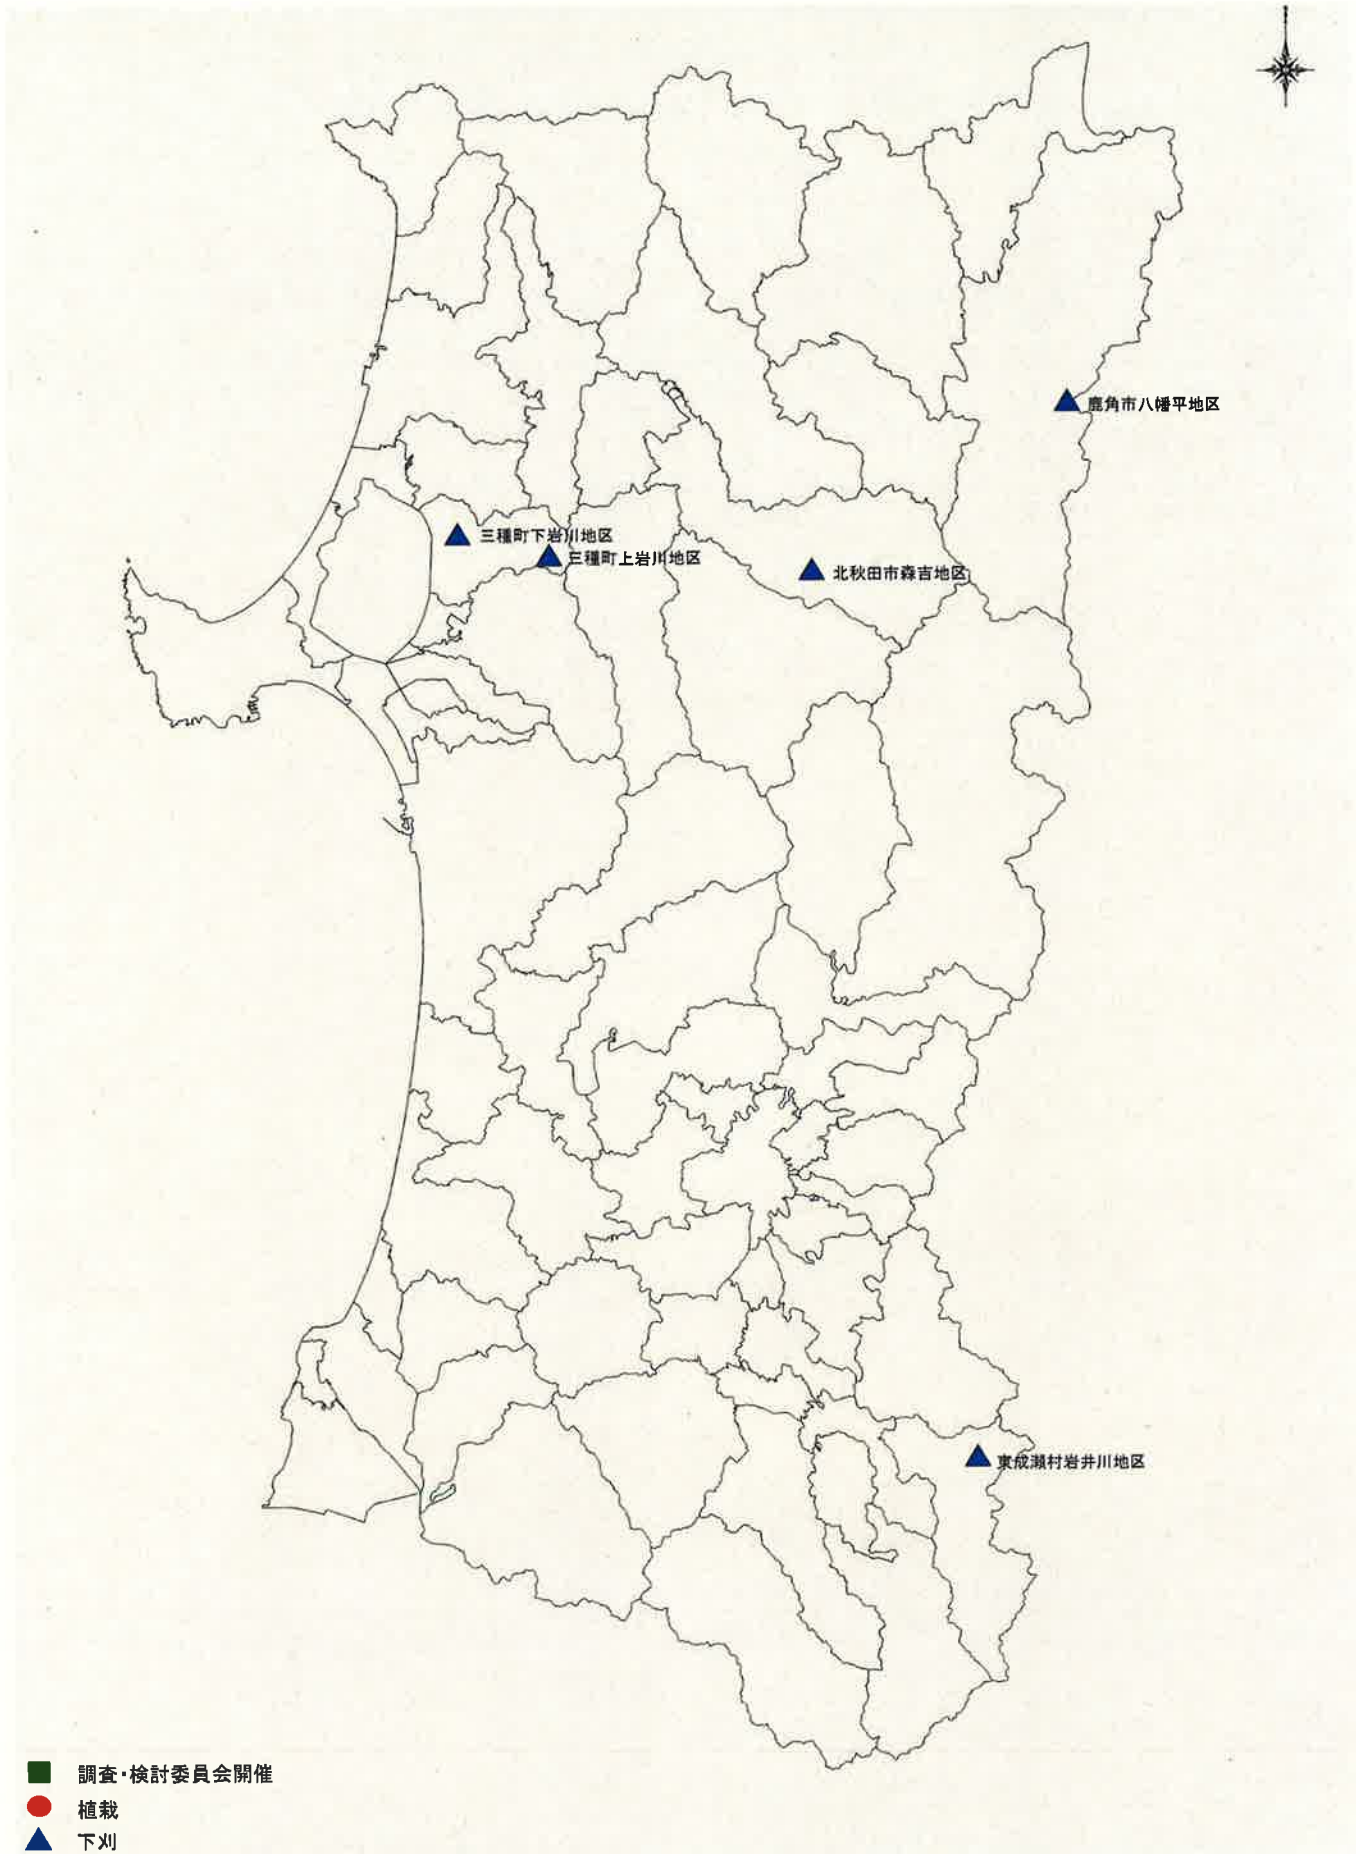 鹿角市八幡平地区
三種町下岩川地区
三種町上岩川地区
北秋田市森吉地区
東成瀬村岩井川地区
調査・検討委員会開催
植栽
下刈